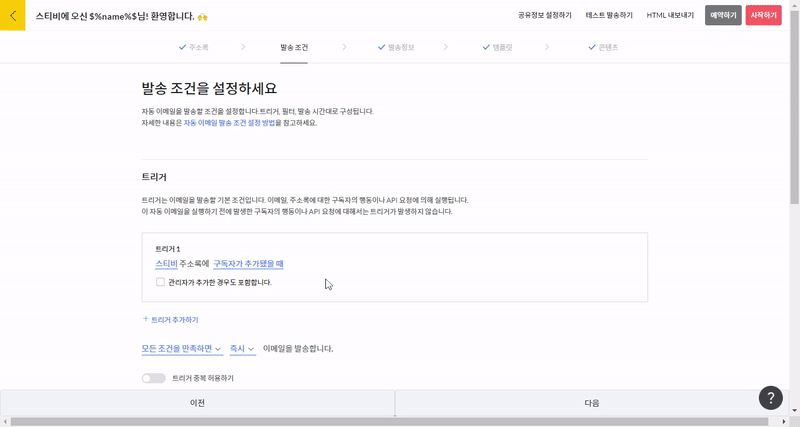 스티비에 오신 $%name%$님! 환영합니다. 🙌
공유정보 설정하기
테스트 발송하기
HTML 내보내기
예약하기
시작하기
주소록
발송 조건
발송정보
템플릿
콘텐츠
발송 조건을 설정하세요
자동 이메일을 발송할 조건을 설정합니다.트리거, 필터, 발송 시간대로 구성됩니다.
자세한 내용은 자동 이메일 발송 조건 설정 방법을 참고하세요.
트리거
트리거는 이메일을 발송할 기본 조건입니다. 이메일, 주소록에 대한 구독자의 행동이나 API 요청에 의해 실행됩니다.
이 자동 이메일을 실행하기 전에 발생한 구독자의 행동이나 API 요청에 대해서는 트리거가 발생하지 않습니다.
트리거 1
스티비 주소록에 구독자가 추가됐을 때
관리자가 추가한 경우도 포함합니다.
+ 트리거 추가하기
모든 조건을 만족하면 즉시 이메일을 발송합니다.
트리거 중복 허용하기
이전
다음
?